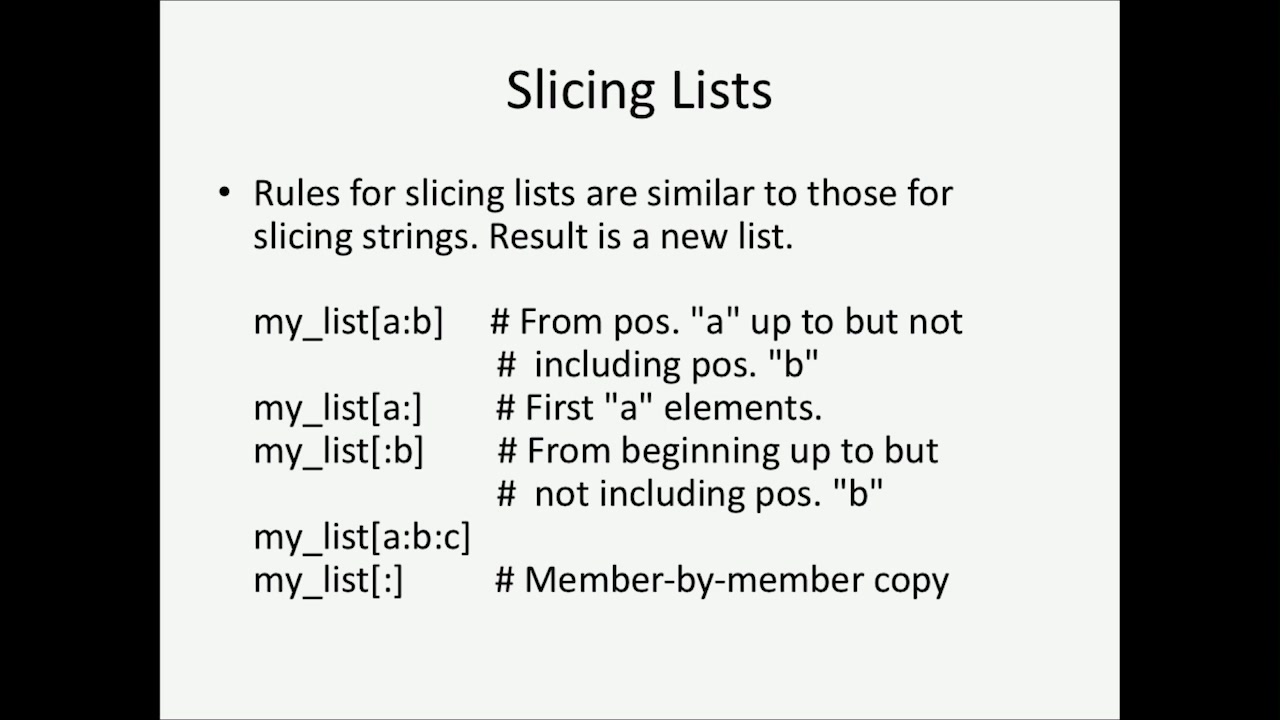 Slicing Lists
• Rules for slicing lists are similar to those for
slicing strings. Result is a new list.
my_list[a:b] # From pos. "a" up to but not
# including pos. "b"
my_list[a:] # First "a" elements.
my_list[:b] # From beginning up to but
# not including pos. "b"
my_list[a:b:c]
my_list[:] # Member-by-member copy